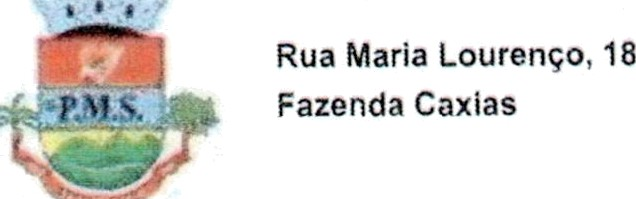 P.M.S.
Rua Maria Lourenço, 18
Fazenda Caxias